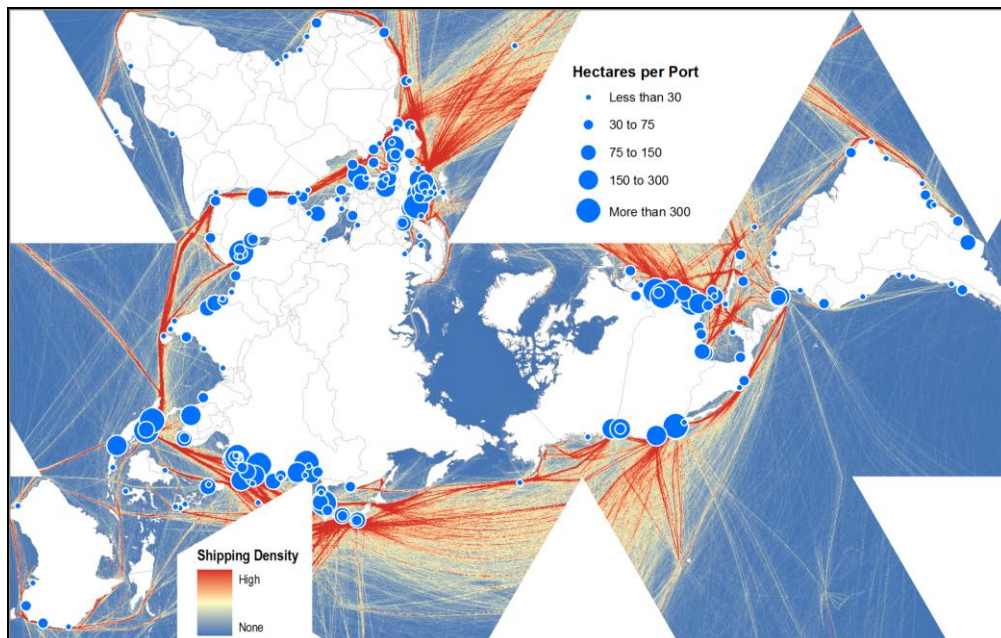 Hectares per Port
Less than 30
30 to 75
75 to 150
150 to 300
More than 300
Shipping Density
High
None